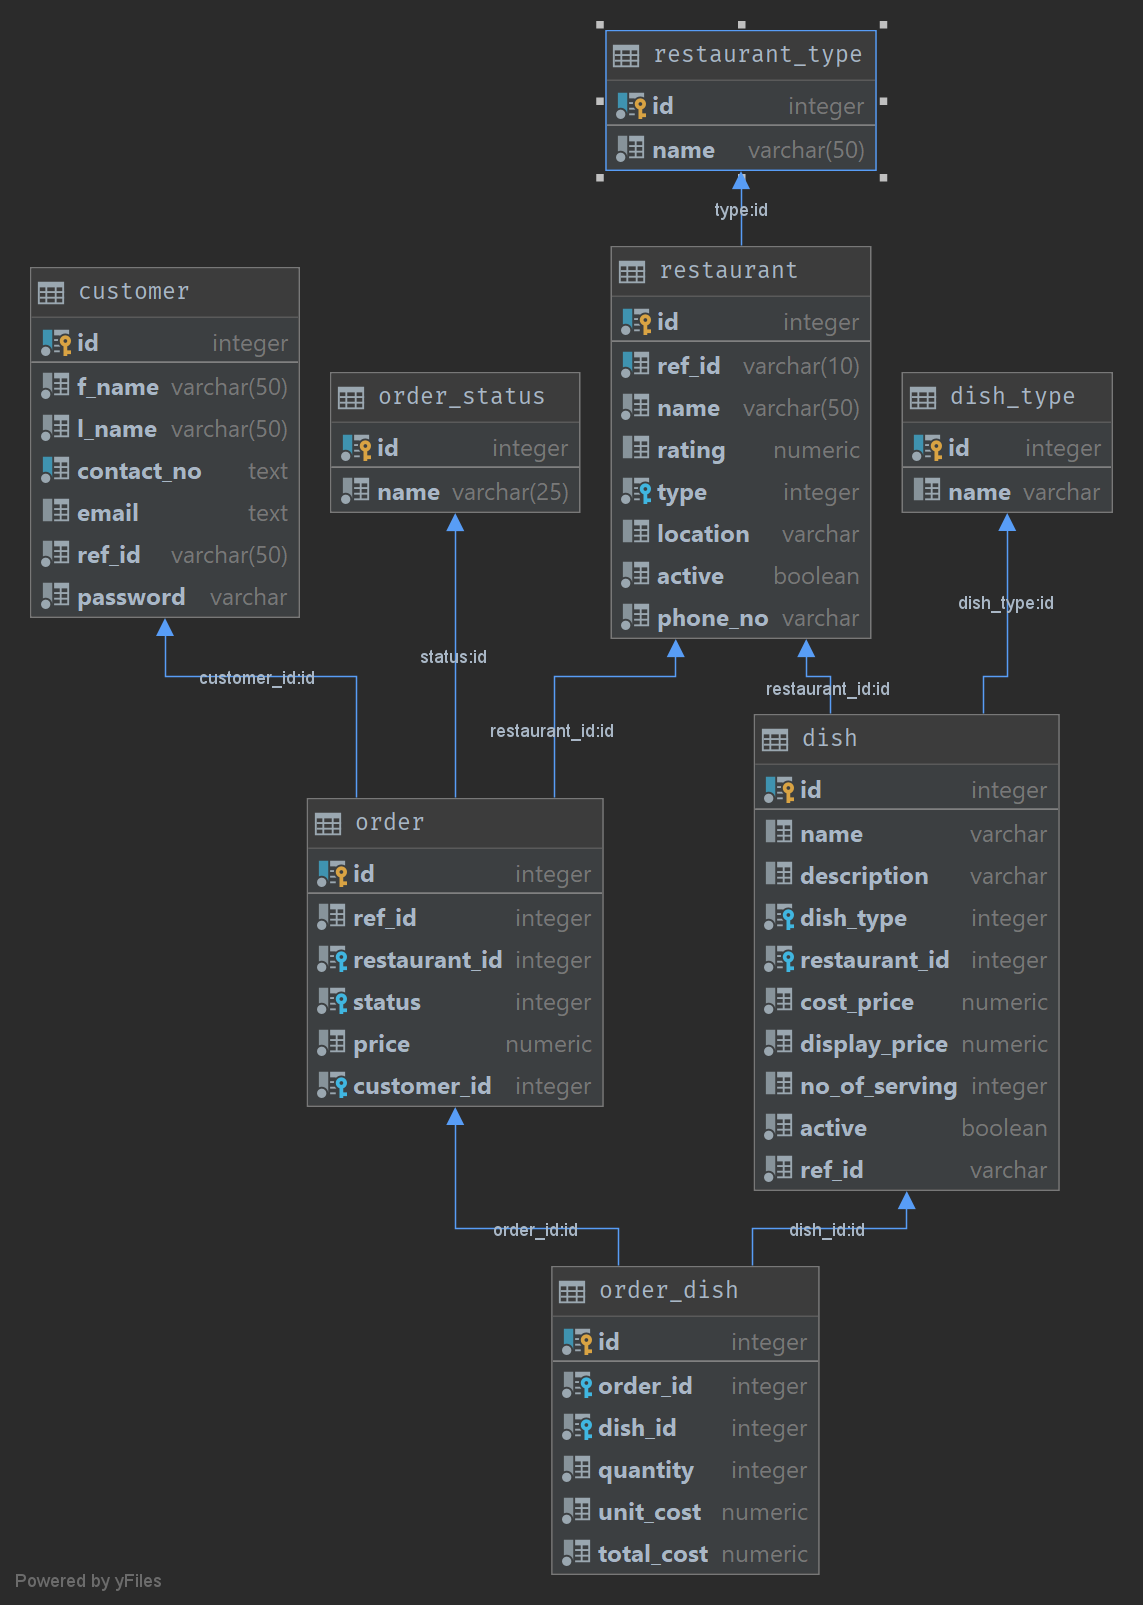 restaurant_type
id integer
name varchar(50)
type:id
restaurant
id integer
ref_id varchar(10)
name varchar(50)
rating numeric
type integer
location varchar
active boolean
phone_no varchar
customer
id integer
f_name varchar(50)
l_name varchar(50)
contact_no text
email text
ref_id varchar(50)
password varchar
order_status
id integer
name varchar(25)
dish_type
id integer
name varchar
dish_type:id
customer_id:id
status:id
restaurant_id:id
restaurant_id:id
order
id integer
ref_id integer
restaurant_id integer
status integer
price numeric
customer_id integer
dish
id integer
name varchar
description varchar
dish_type integer
restaurant_id integer
cost_price numeric
display_price numeric
no_of_serving integer
active boolean
ref_id varchar
order_id:id
dish_id:id
order_dish
id integer
order_id integer
dish_id integer
quantity integer
unit_cost numeric
total_cost numeric
Powered by yFiles